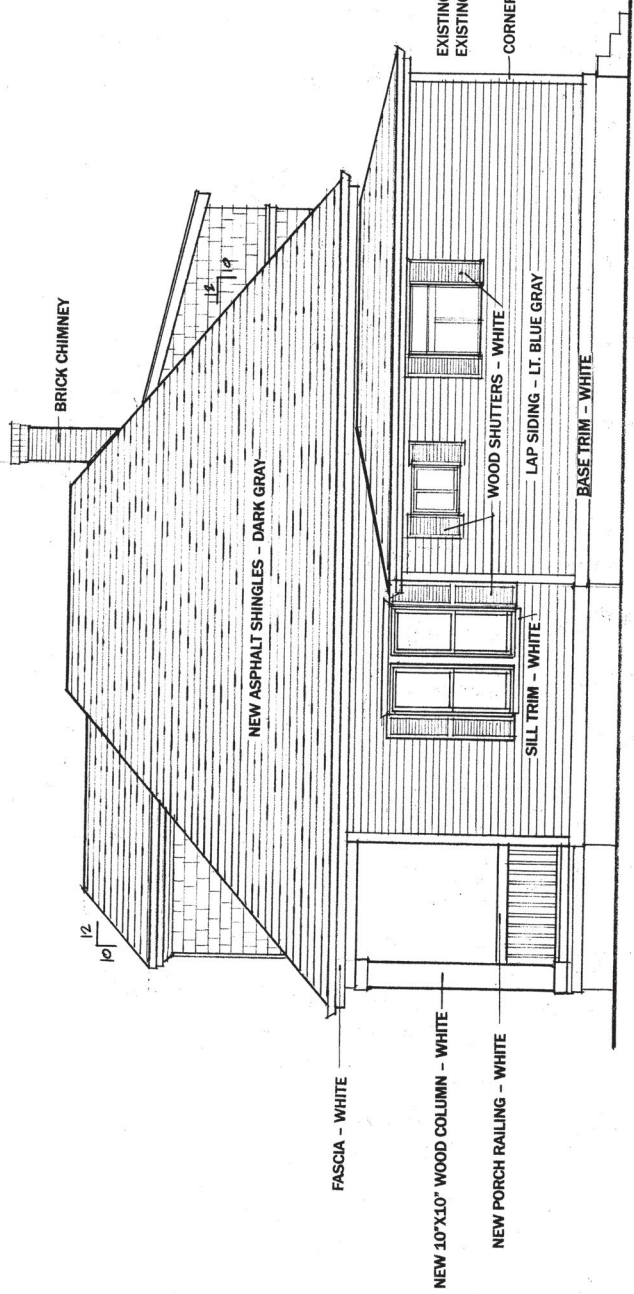 BRICK CHIMNEY
12
10
12
10
NEW ASPHALT SHINGLES - DARK GRAY
FASCIA - WHITE
EXISTING
EXISTING
CORNER
WOOD SHUTTERS - WHITE
LAP SIDING - LT. BLUE GRAY
SILL TRIM - WHITE
BASE TRIM - WHITE
NEW 10"X10" WOOD COLUMN - WHITE
NEW PORCH RAILING - WHITE